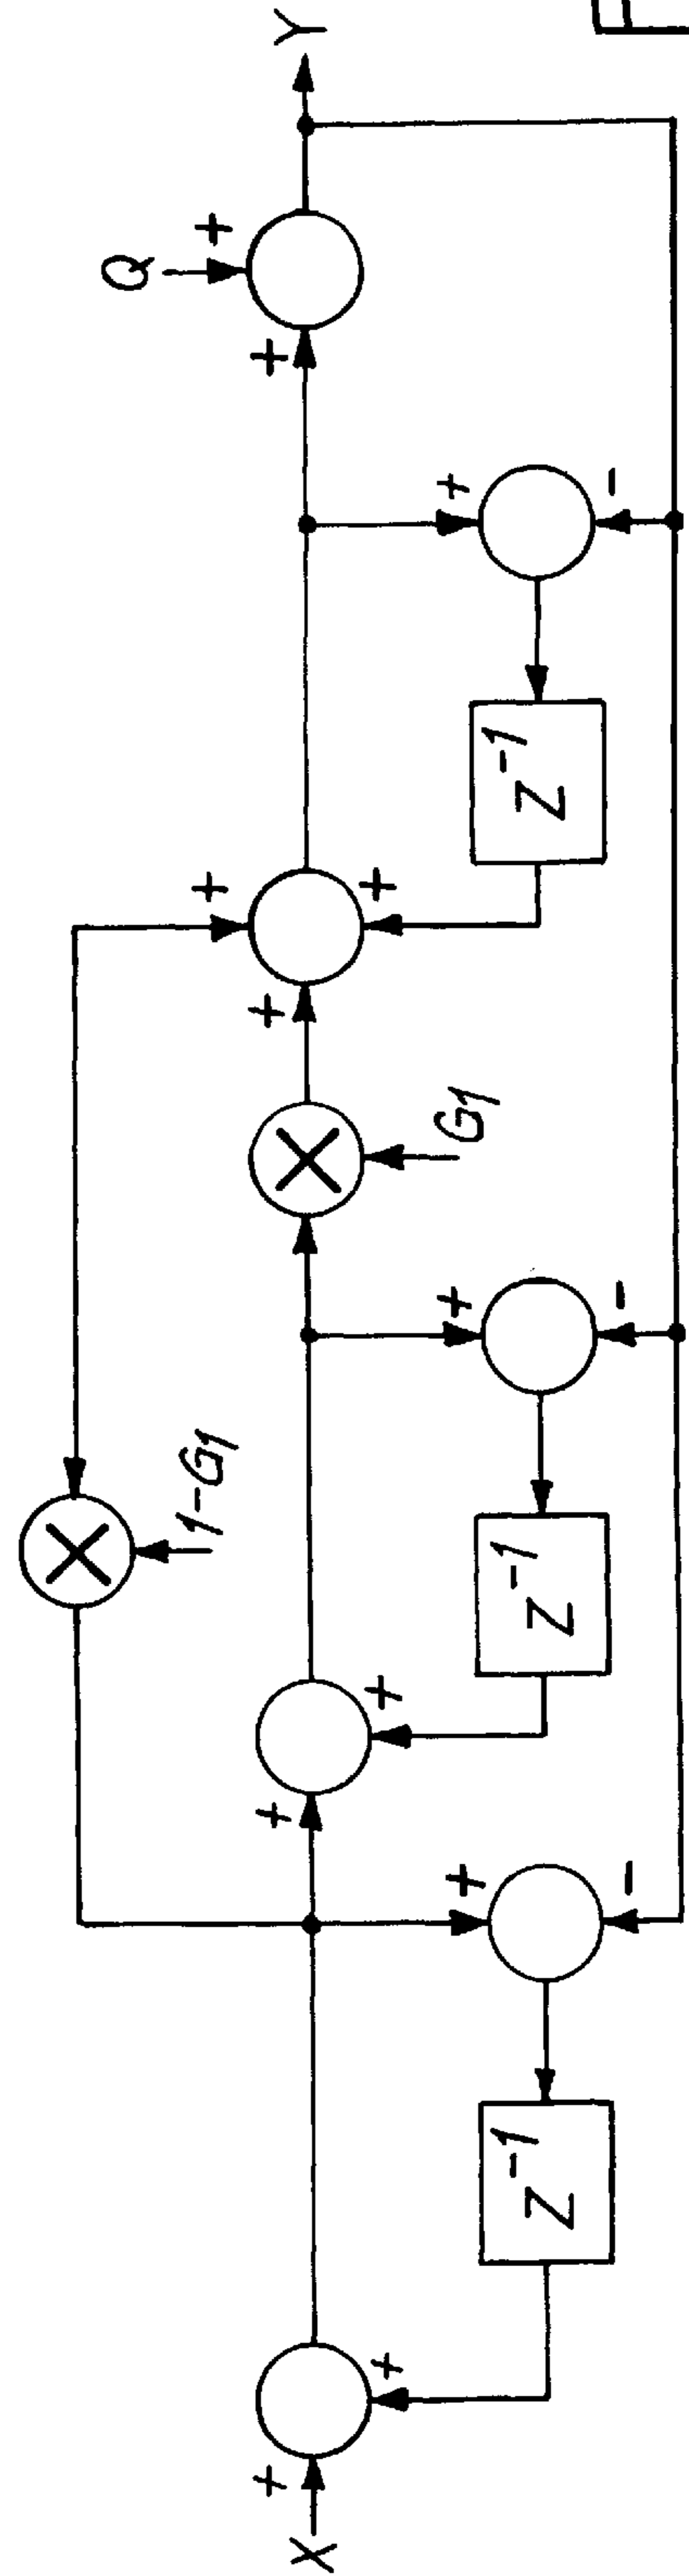 X
+
+
Z⁻¹
+
-
1-G1
+
+
Z⁻¹
+
-
G1
+
+
+
Z⁻¹
+
-
+
Q
+
Y